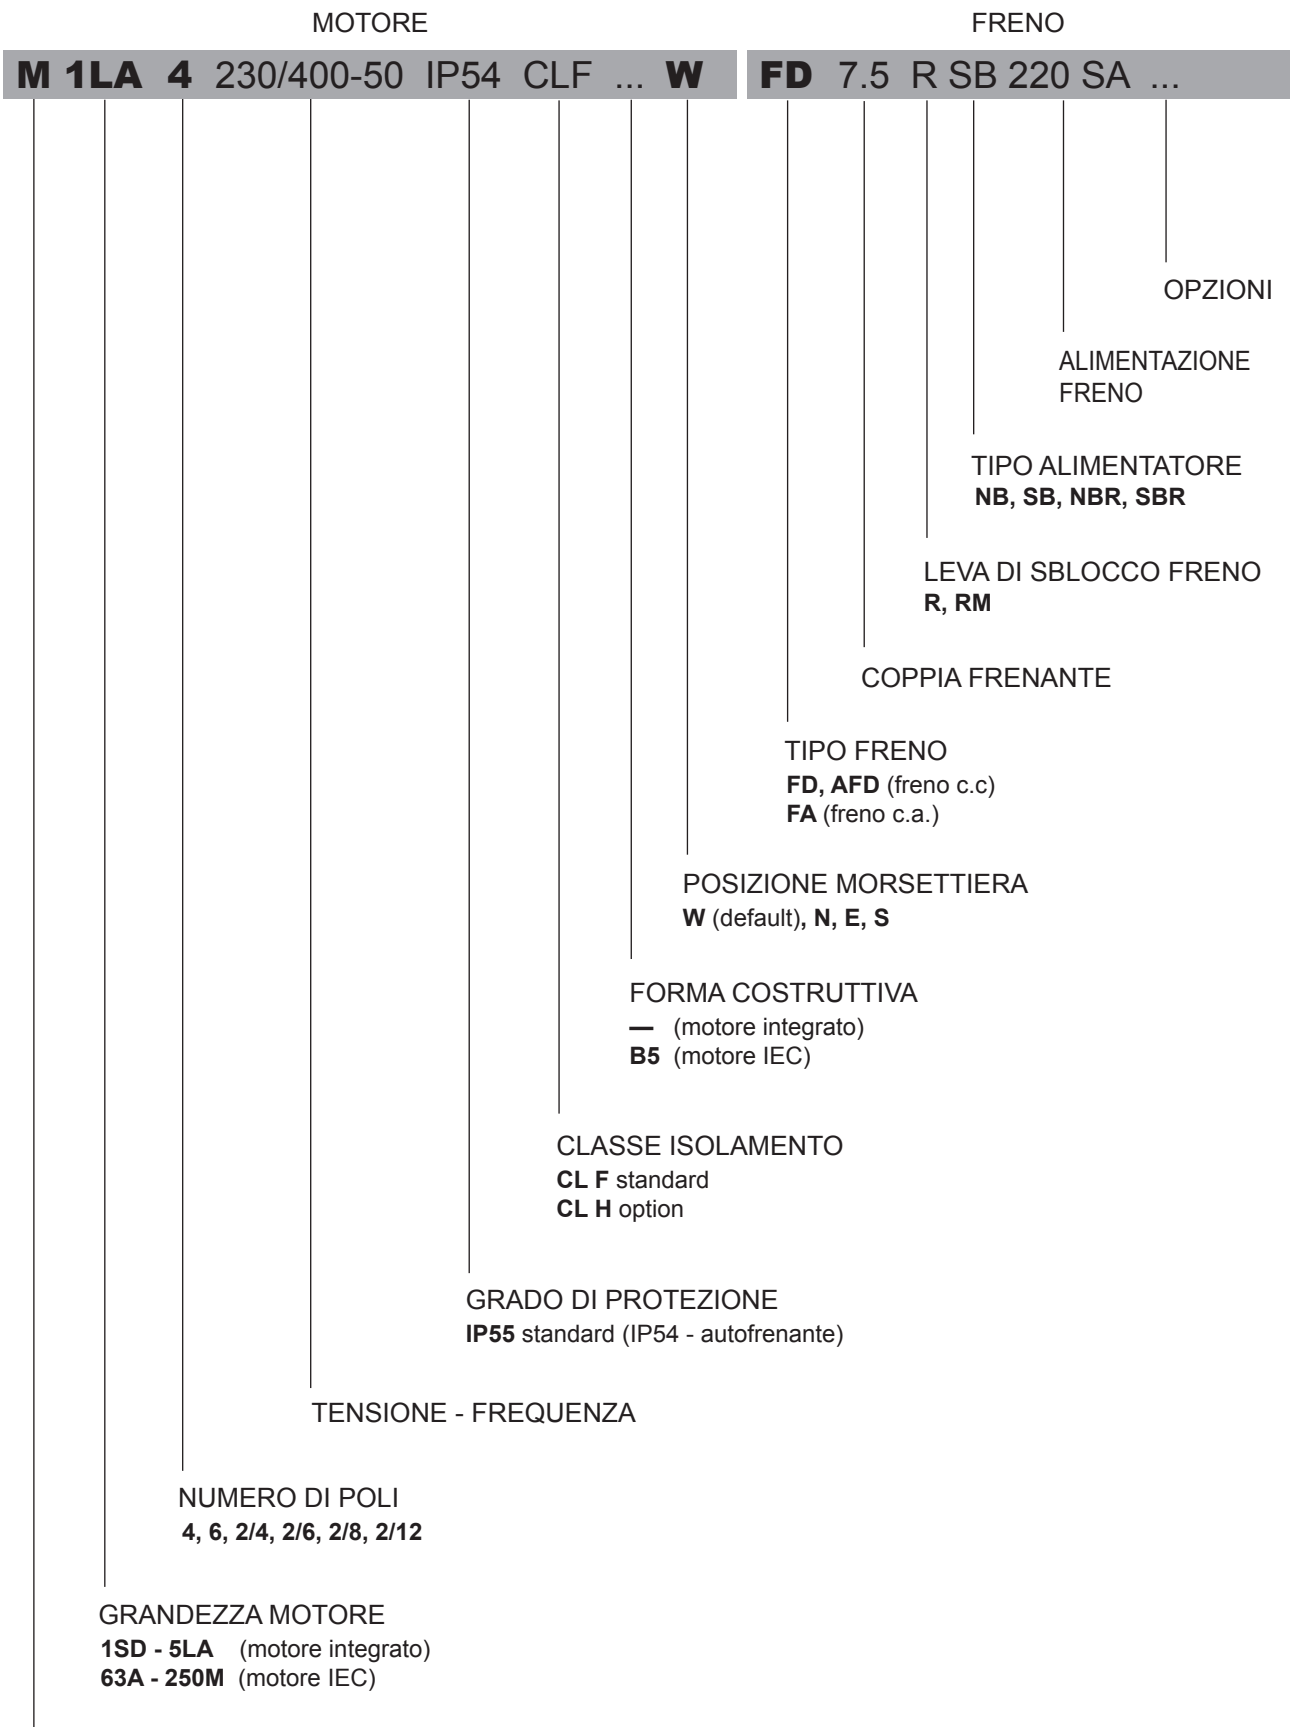 MOTORE FRENO
M 1LA 4 230/400-50 IP54 CLF ... W FD 7.5 R SB 220 SA ...
OPZIONI
ALIMENTAZIONE
FRENO
TIPO ALIMENTATORE
NB, SB, NBR, SBR
LEVA DI SBLOCCO FRENO
R, RM
COPPIA FRENANTE
TIPO FRENO
FD, AFD (freno c.c)
FA (freno c.a.)
POSIZIONE MORSETTIERA
W (default), N, E, S
FORMA COSTRUTTIVA
— (motore integrato)
B5 (motore IEC)
CLASSE ISOLAMENTO
CL F standard
CL H option
GRADO DI PROTEZIONE
IP55 standard (IP54 - autofrenante)
TENSIONE - FREQUENZA
NUMERO DI POLI
4, 6, 2/4, 2/6, 2/8, 2/12
GRANDEZZA MOTORE
1SD - 5LA (motore integrato)
63A - 250M (motore IEC)